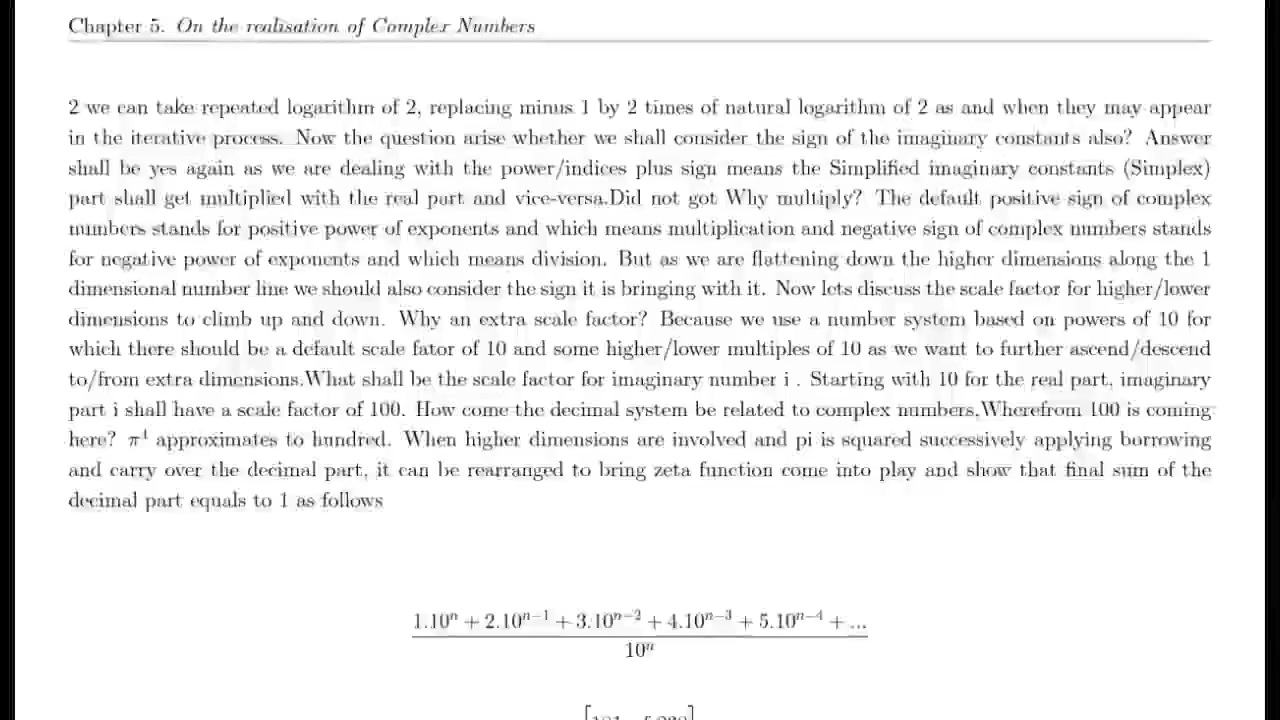 Chapter 5. On the realisation of Complex Numbers
2 we can take repeated logarithm of 2, replacing minus 1 by 2 times of natural logarithm of 2 as and when they may appear
in the iterative process. Now the question arise whether we shall consider the sign of the imaginary constants also? Answer
shall be yes again as we are dealing with the power/indices plus sign means the Simplified imaginary constants (Simplex)
part shall get multiplied with the real part and vice-versa.Did not got Why multiply? The default positive sign of complex
numbers stands for positive power of exponents and which means multiplication and negative sign of complex numbers stands
for negative power of exponents and which means division. But as we are flattening down the higher dimensions along the 1
dimensional number line we should also consider the sign it is bringing with it. Now lets discuss the scale factor for higher/lower
dimensions to climb up and down. Why an extra scale factor? Because we use a number system based on powers of 10 for
which there should be a default scale fator of 10 and some higher/lower multiples of 10 as we want to further ascend/descend
to/from extra dimensions.What shall be the scale factor for imaginary number i . Starting with 10 for the real part, imaginary
part i shall have a scale factor of 100. How come the decimal system be related to complex numbers.Wherefrom 100 is coming
here? π⁴ approximates to hundred. When higher dimensions are involved and pi is squared successively applying borrowing
and carry over the decimal part, it can be rearranged to bring zeta function come into play and show that final sum of the
decimal part equals to 1 as follows
1.10ⁿ + 2.10ⁿ⁻¹ + 3.10ⁿ⁻² + 4.10ⁿ⁻³ + 5.10ⁿ⁻⁴ + ...
10ⁿ